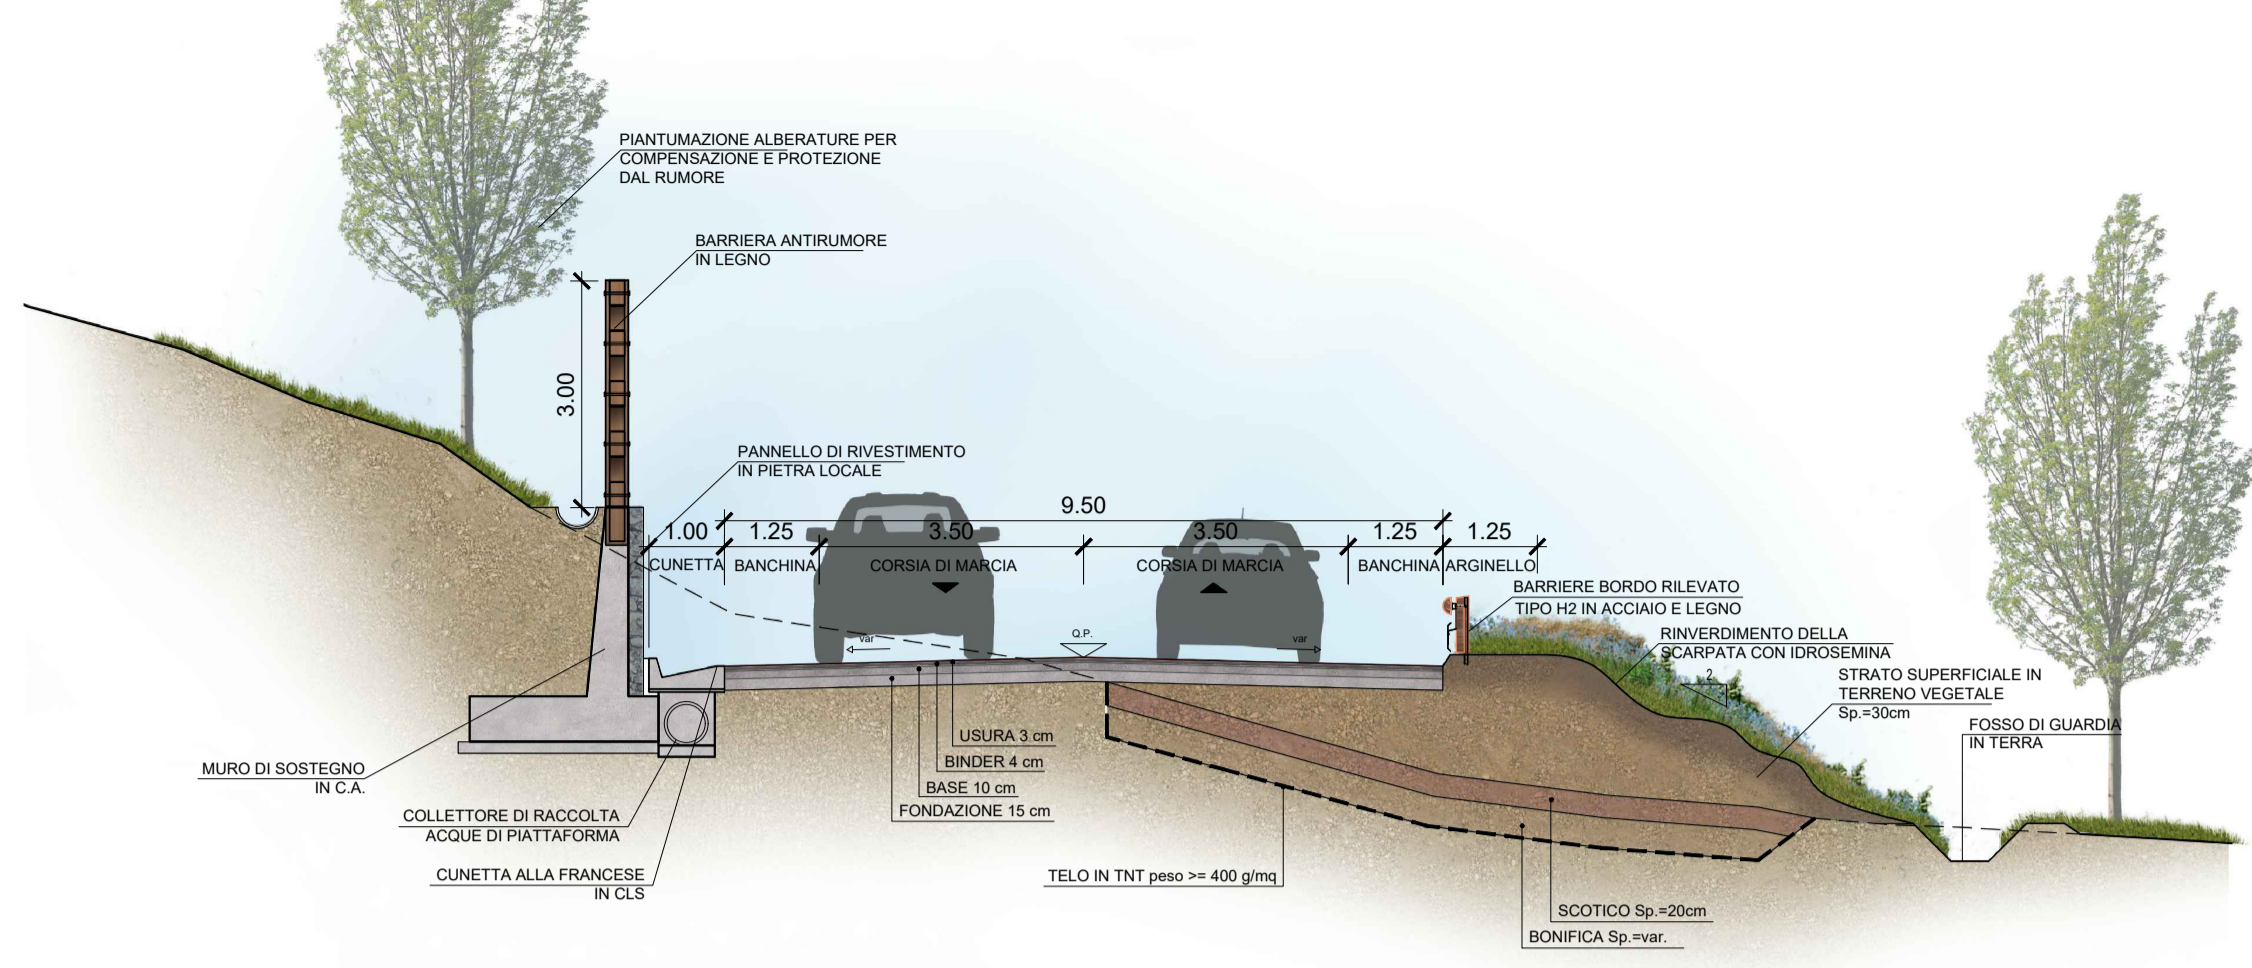 PIANTUMAZIONE ALBERATURE PER
COMPENSAZIONE E PROTEZIONE
DAL RUMORE
BARRIERA ANTIRUMORE
IN LEGNO
3.00
PANNELLO DI RIVESTIMENTO
IN PIETRA LOCALE
9.50
1.00 1.25 3.50 3.50 1.25 1.25
CUNETTA BANCHINA CORSIA DI MARCIA CORSIA DI MARCIA BANCHINA ARGINELLO
BARRIERE BORDO RILEVATO
TIPO H2 IN ACCIAIO E LEGNO
var Q.P. var
RINVERDIMENTO DELLA
SCARPATA CON IDROSEMINA
2
STRATO SUPERFICIALE IN
TERRENO VEGETALE
Sp.=30cm
FOSSO DI GUARDIA
IN TERRA
USURA 3 cm
BINDER 4 cm
BASE 10 cm
FONDAZIONE 15 cm
MURO DI SOSTEGNO
IN C.A.
COLLETTORE DI RACCOLTA
ACQUE DI PIATTAFORMA
CUNETTA ALLA FRANCESE
IN CLS
TELO IN TNT peso >= 400 g/mq
SCOTICO Sp.=20cm
BONIFICA Sp.=var.